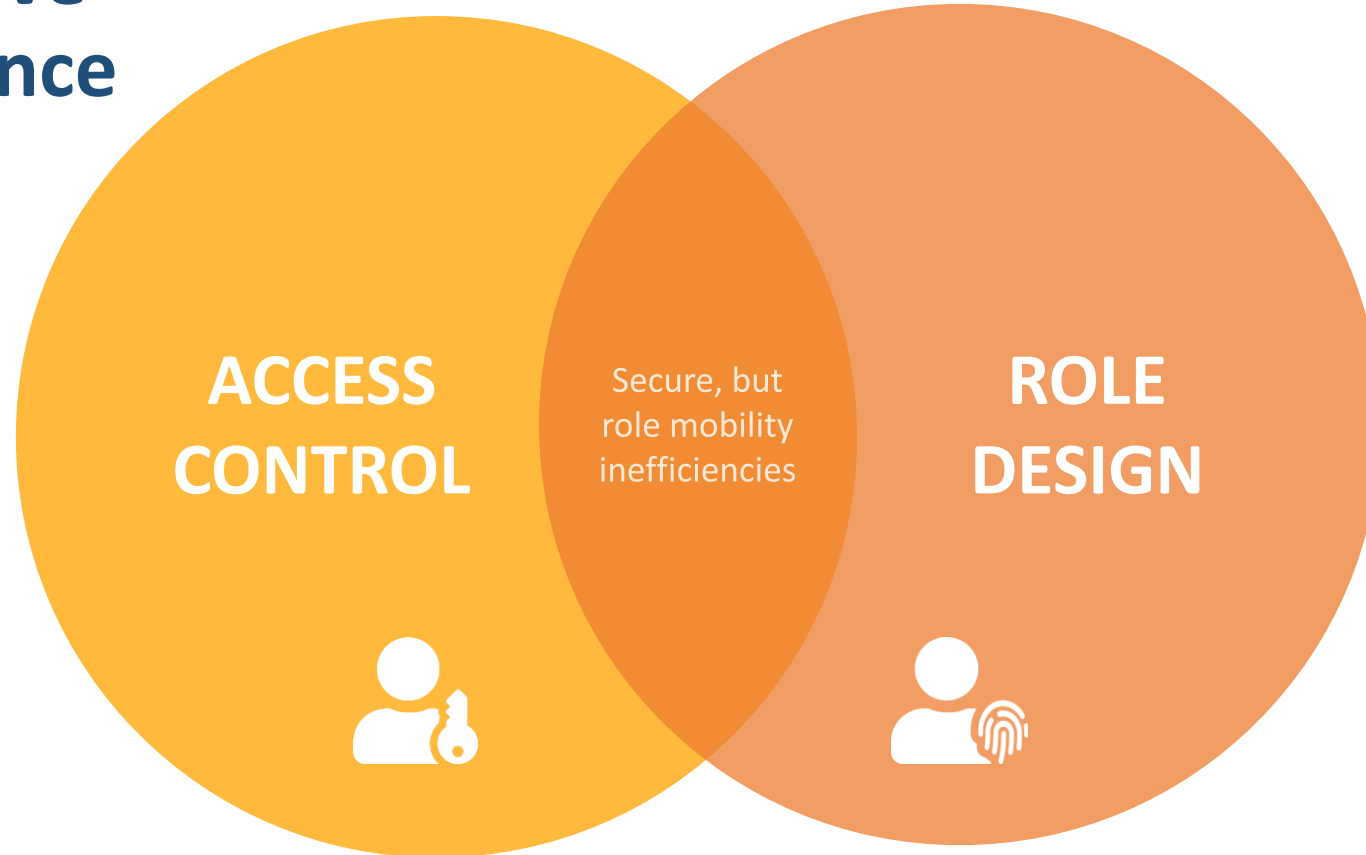 nce
ACCESS
CONTROL
Secure, but
role mobility
inefficiencies
ROLE
DESIGN